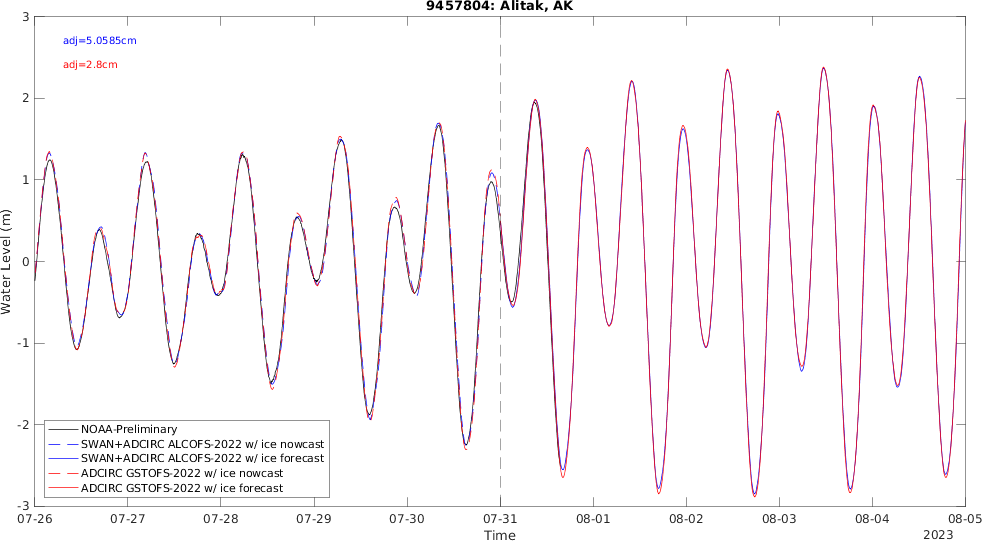 9457804: Alitak, AK
adj=5.0585cm
adj=2.8cm
Water Level (m)
3
2
1
0
-1
-2
-3
NOAA-Preliminary
SWAN+ADCIRC ALCOFS-2022 w/ ice nowcast
SWAN+ADCIRC ALCOFS-2022 w/ ice forecast
ADCIRC GSTOFS-2022 w/ ice nowcast
ADCIRC GSTOFS-2022 w/ ice forecast
07-26 07-27 07-28 07-29 07-30 07-31 08-01 08-02 08-03 08-04 08-05
Time
2023